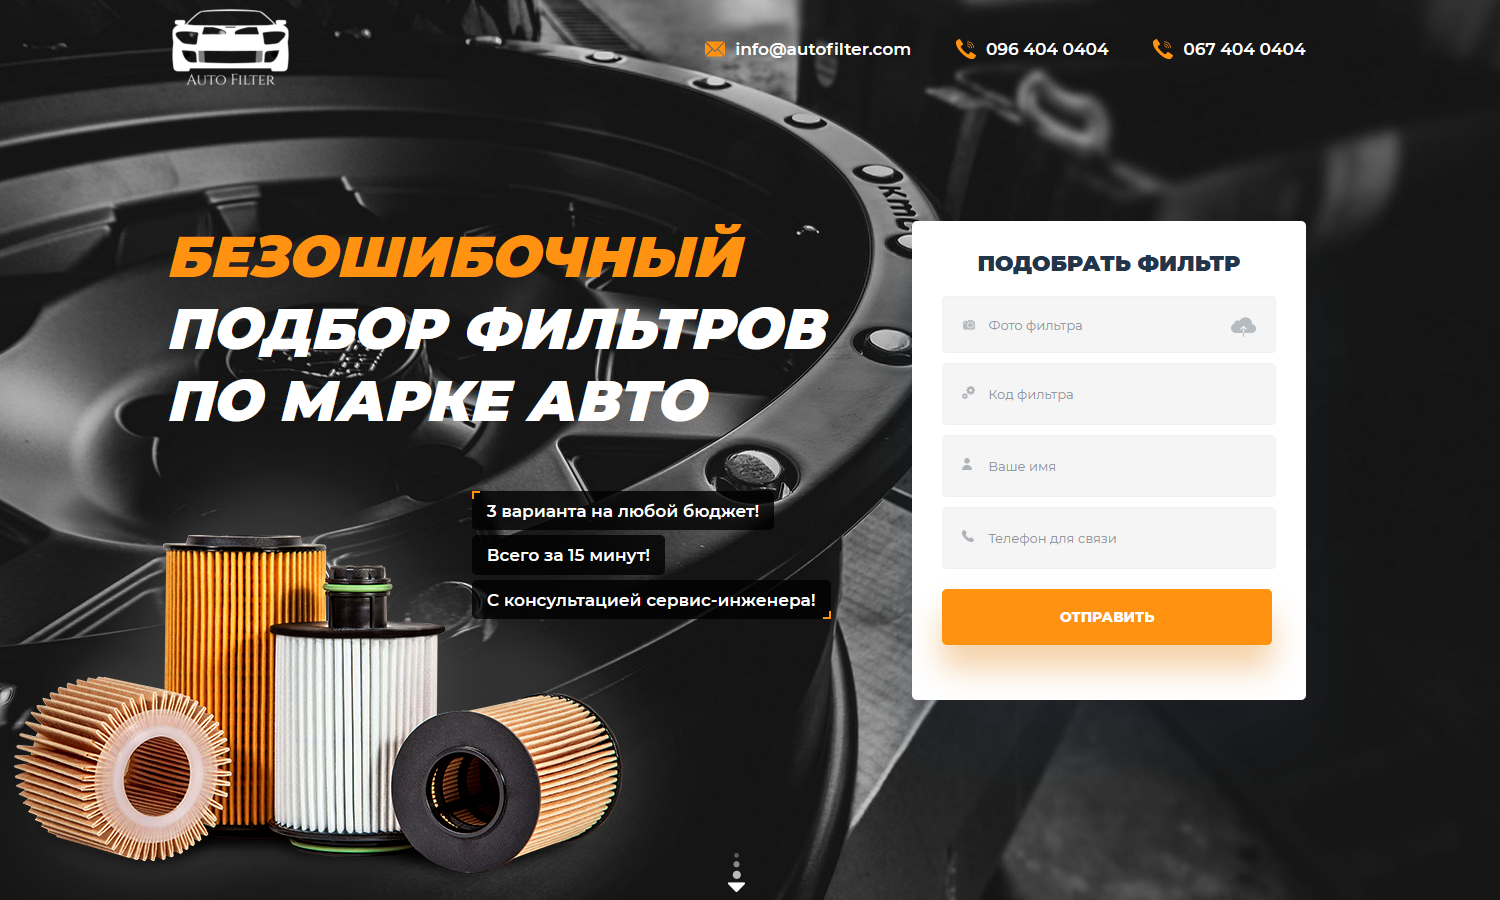 AUTO FILTER
info@autofilter.com
096 404 0404
067 404 0404
kmc
БЕЗОШИБОЧНЫЙ
ПОДБОР ФИЛЬТРОВ
ПО МАРКЕ АВТО
3 варианта на любой бюджет!
Всего за 15 минут!
С консультацией сервис-инженера!
ПОДОБРАТЬ ФИЛЬТР
Фото фильтра
Код фильтра
Ваше имя
Телефон для связи
ОТПРАВИТЬ